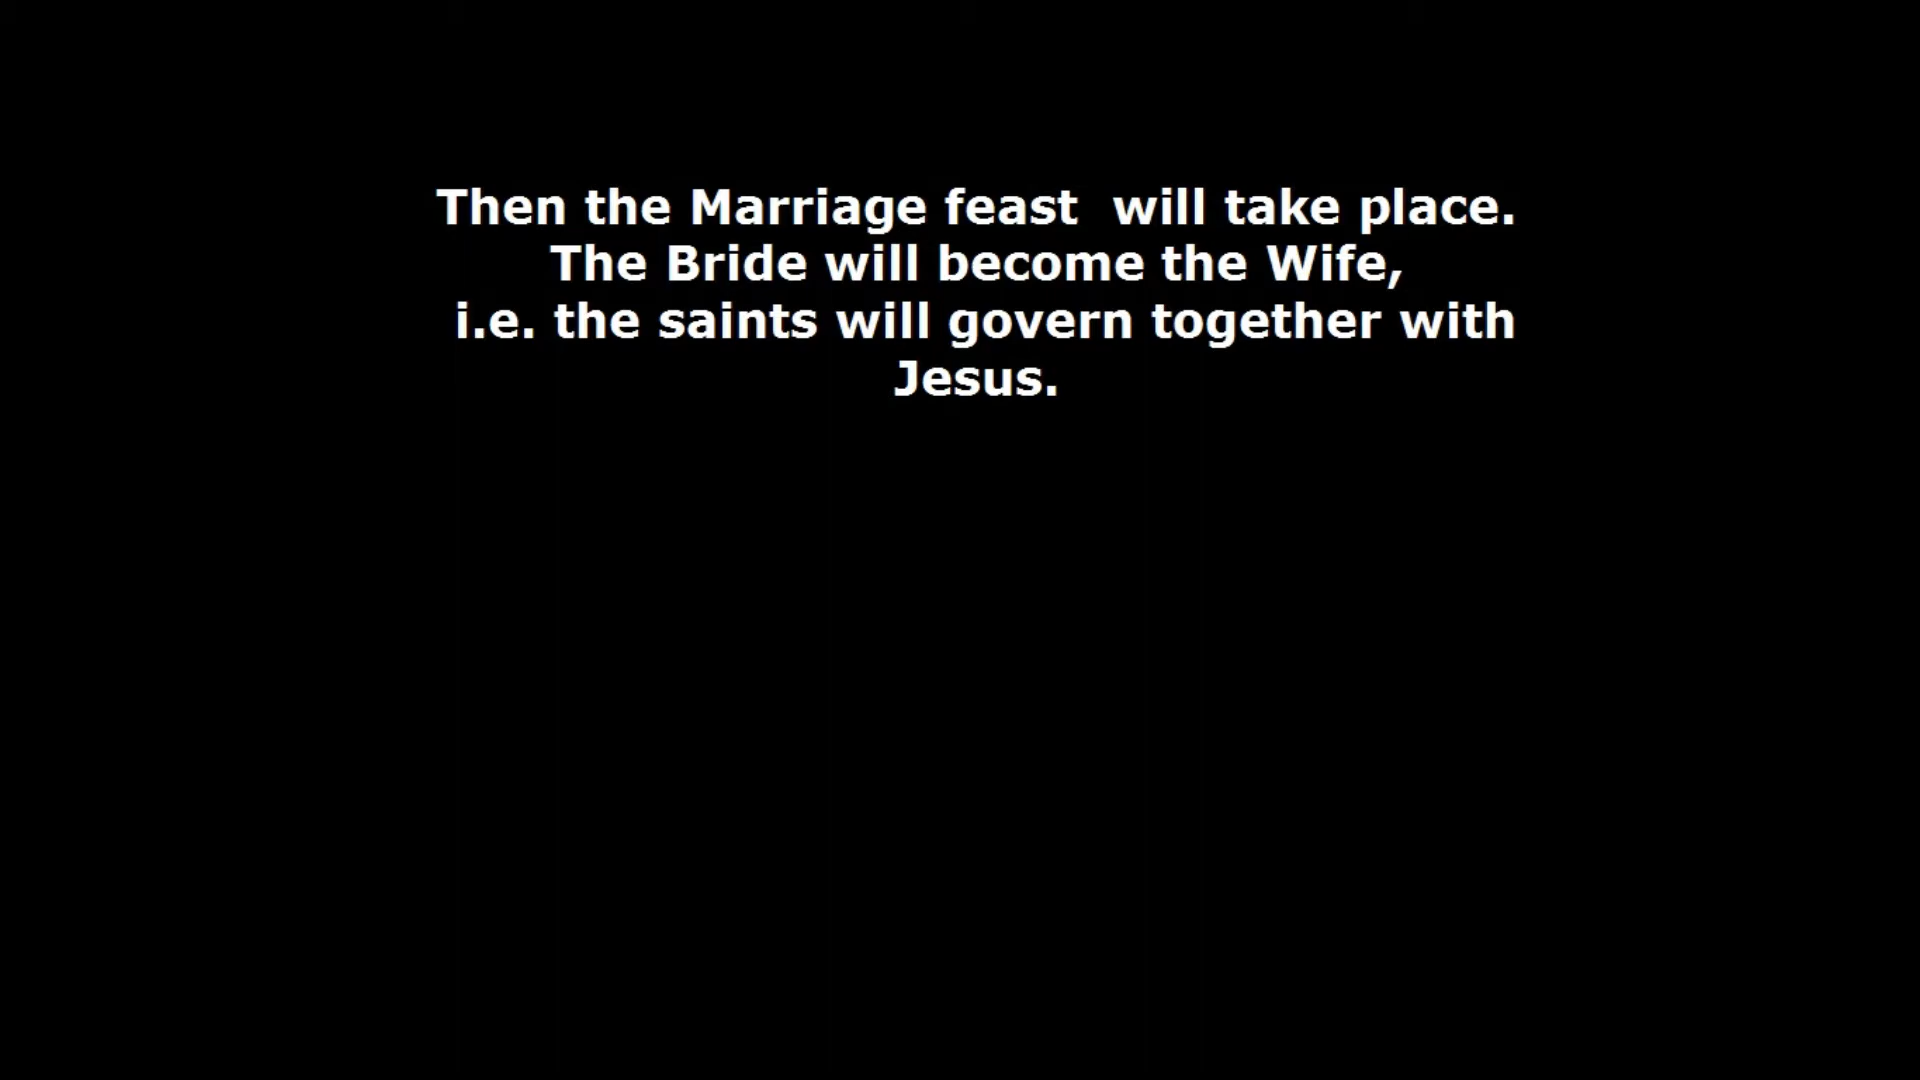 Then the Marriage feast  will take place.
The Bride will become the Wife,
i.e. the saints will govern together with
Jesus.